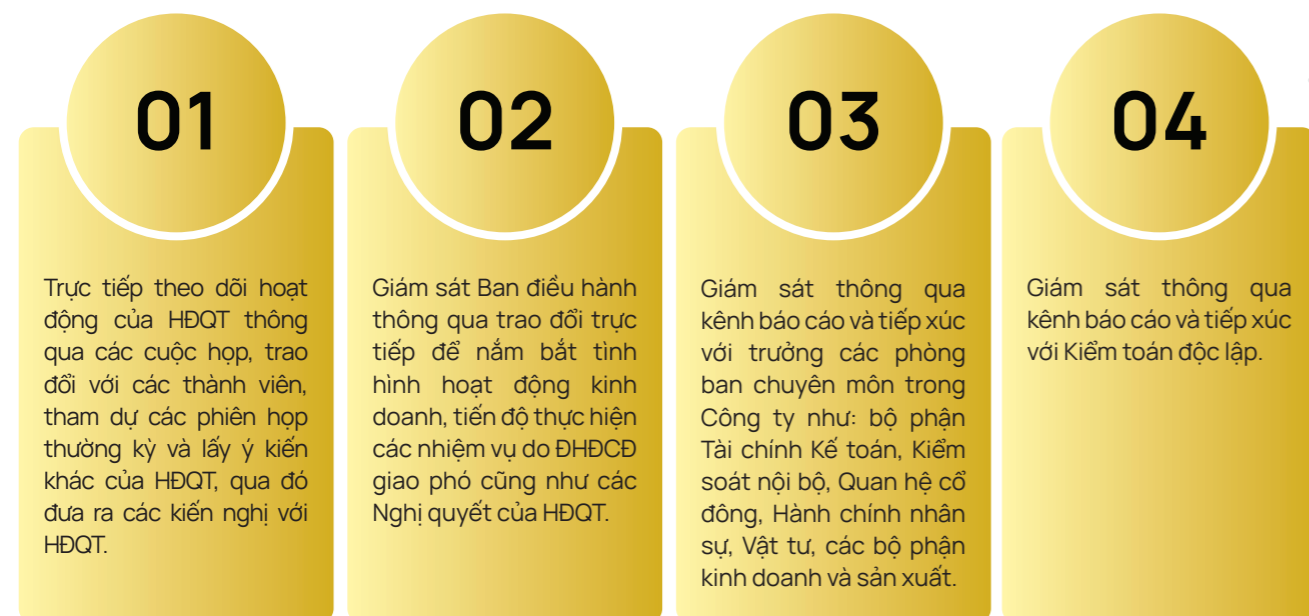 01
Trực tiếp theo dõi hoạt
động của HĐQT thông
qua các cuộc họp, trao
đổi với các thành viên,
tham dự các phiên họp
thường kỳ và lấy ý kiến
khác của HĐQT, qua đó
đưa ra các kiến nghị với
HĐQT.
02
Giám sát Ban điều hành
thông qua trao đổi trực
tiếp để nắm bắt tình
hình hoạt động kinh
doanh, tiến độ thực hiện
các nhiệm vụ do ĐHĐCĐ
giao phó cũng như các
Nghị quyết của HĐQT.
03
Giám sát thông qua
kênh báo cáo và tiếp xúc
với trưởng các phòng
ban chuyên môn trong
Công ty như: bộ phận
Tài chính Kế toán, Kiểm
soát nội bộ, Quan hệ cổ
đông, Hành chính nhân
sự, Vật tư, các bộ phận
kinh doanh và sản xuất.
04
Giám sát thông qua
kênh báo cáo và tiếp xúc
với Kiểm toán độc lập.